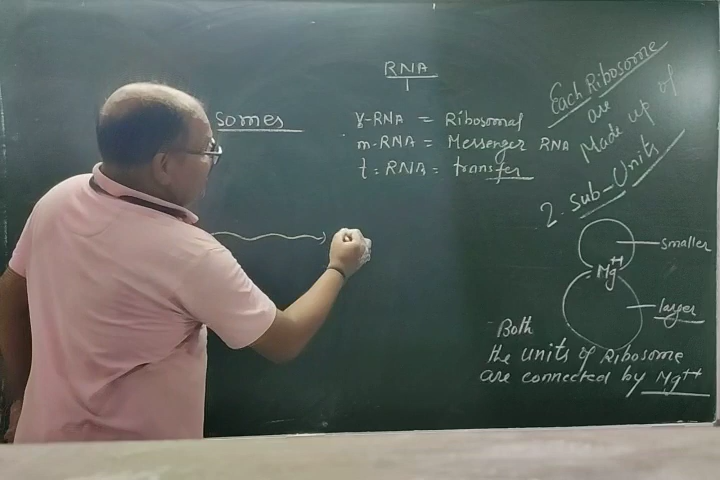 somes
RNA
r-RNA = Ribosomal
m-RNA = Messenger RNA
t-RNA = transfer
Each Ribosome
are
Made up of
2. Sub-Units
smaller
Mg++
larger
Both
the units of Ribosome
are connected by Mg++